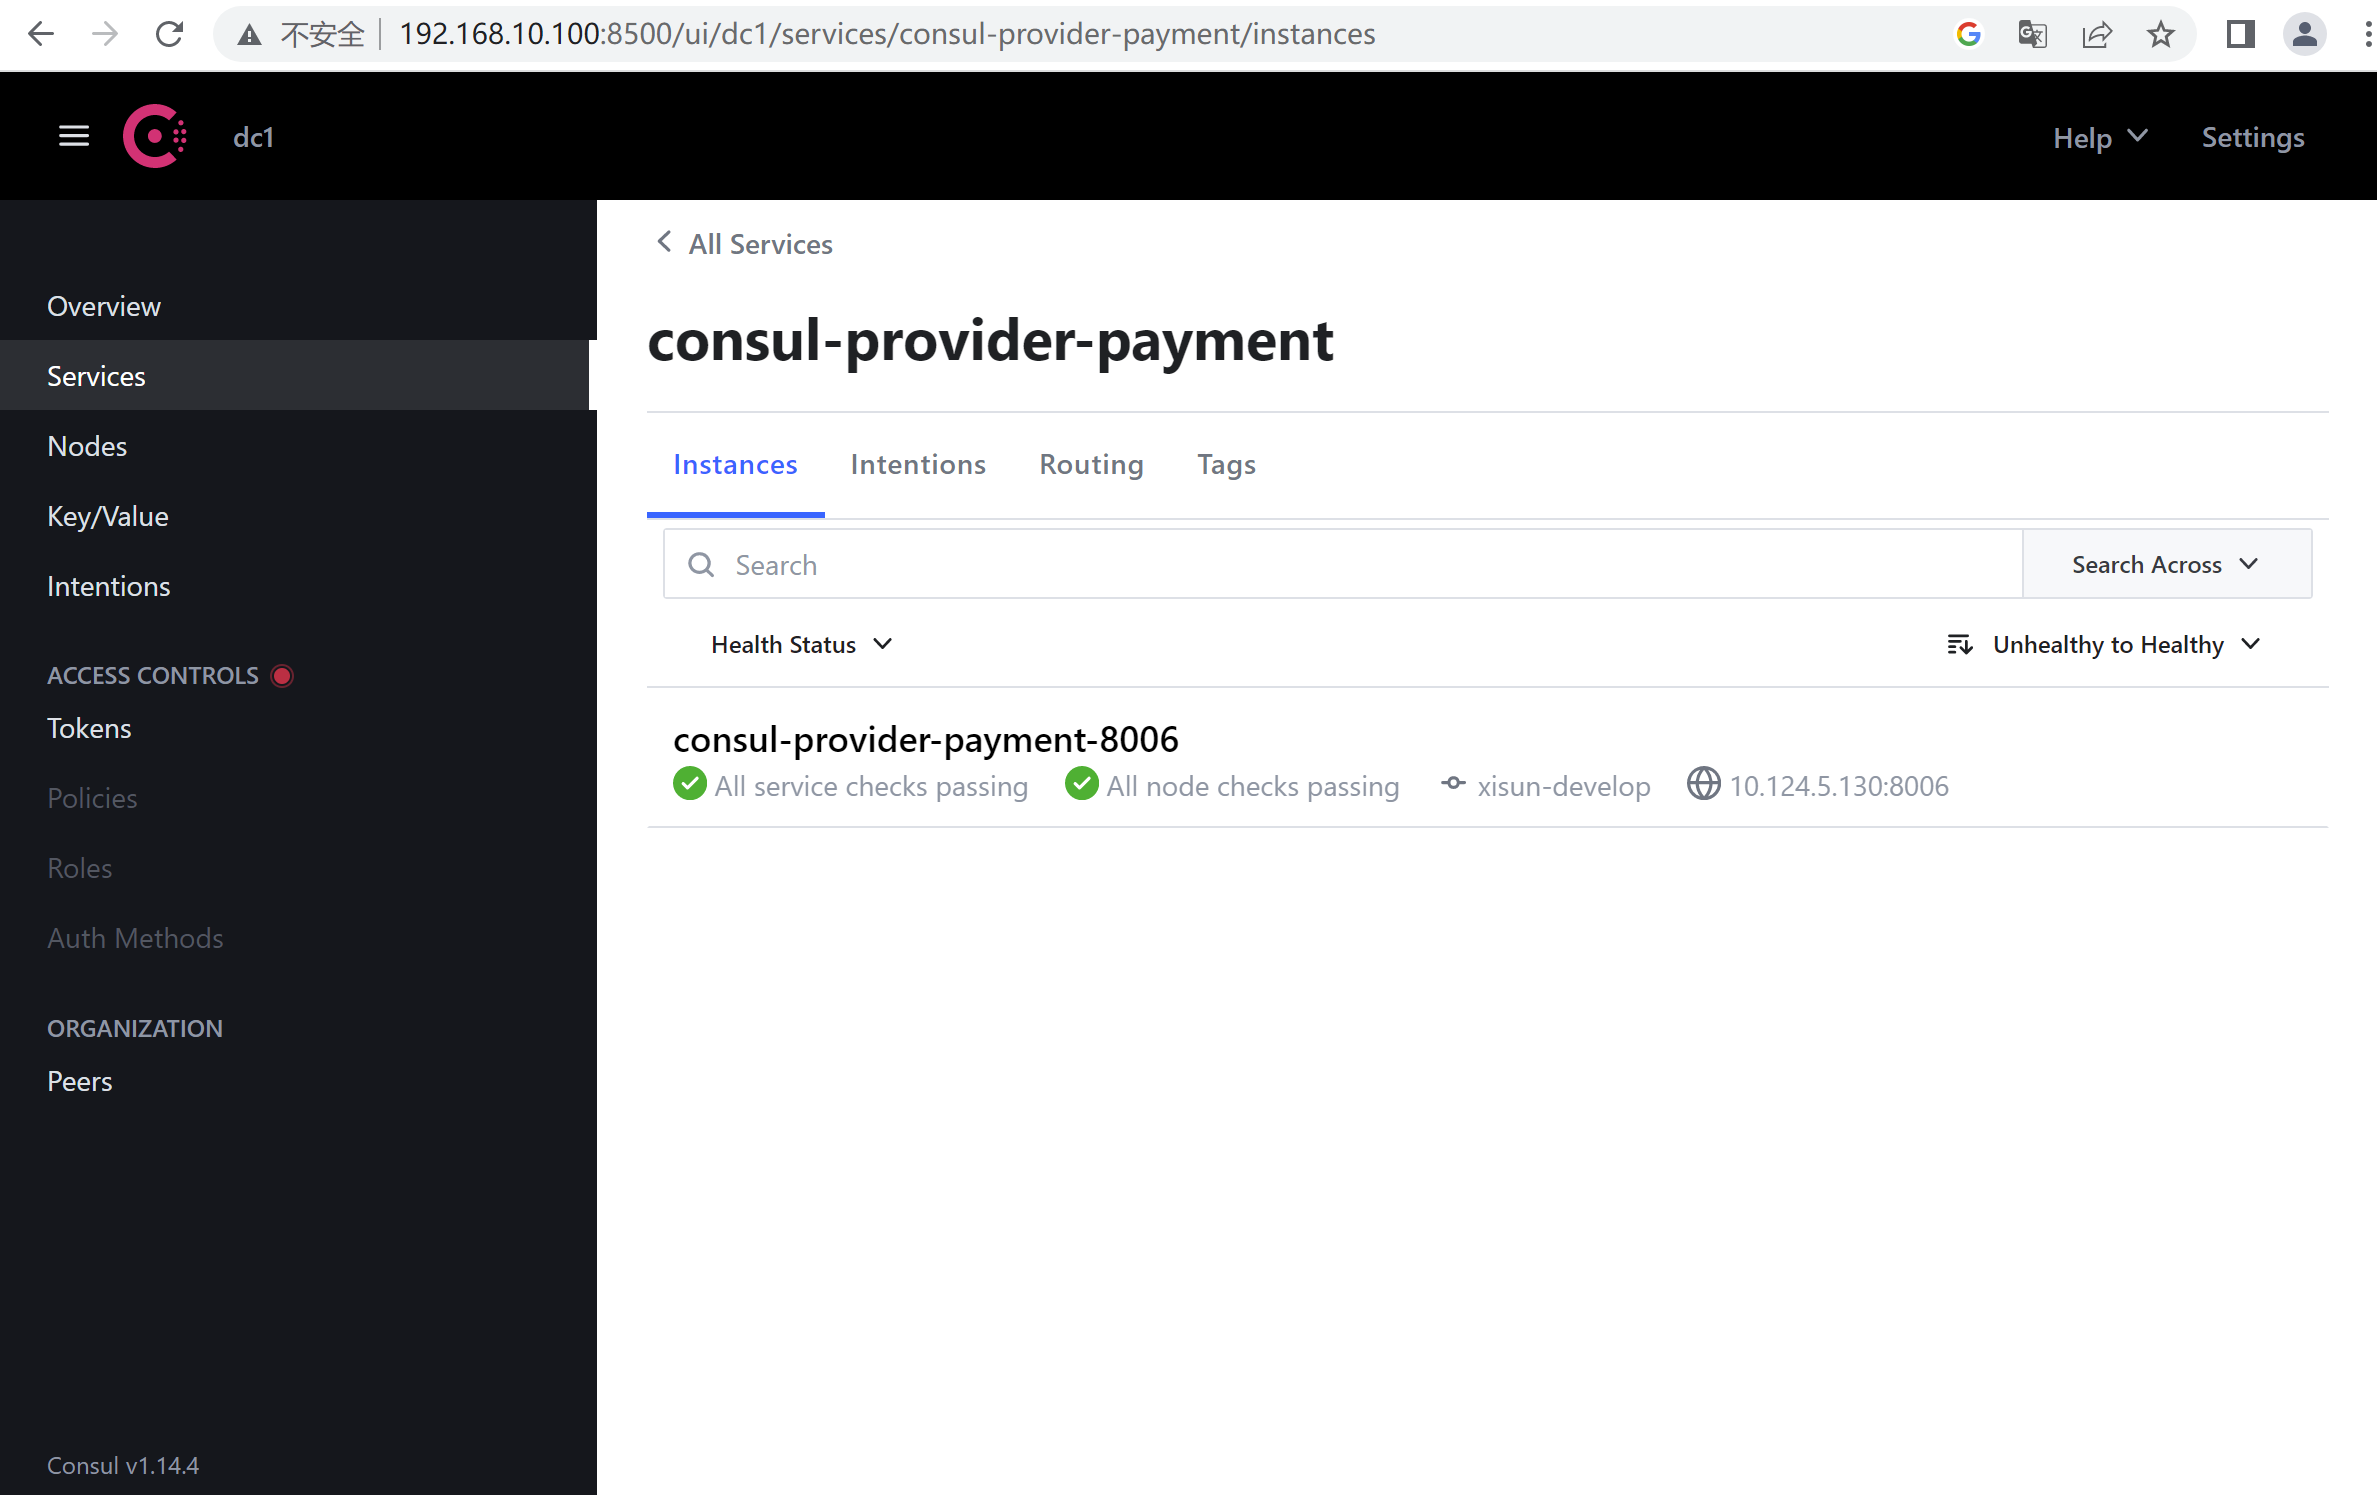 不安全 192.168.10.100:8500/ui/dc1/services/consul-provider-payment/instances
dc1
Help
Settings
Overview
Services
Nodes
Key/Value
Intentions
ACCESS CONTROLS
Tokens
Policies
Roles
Auth Methods
ORGANIZATION
Peers
Consul v1.14.4
All Services
consul-provider-payment
Instances Intentions Routing Tags
Search Search Across
Health Status Unhealthy to Healthy
consul-provider-payment-8006
All service checks passing All node checks passing xisun-develop 10.124.5.130:8006